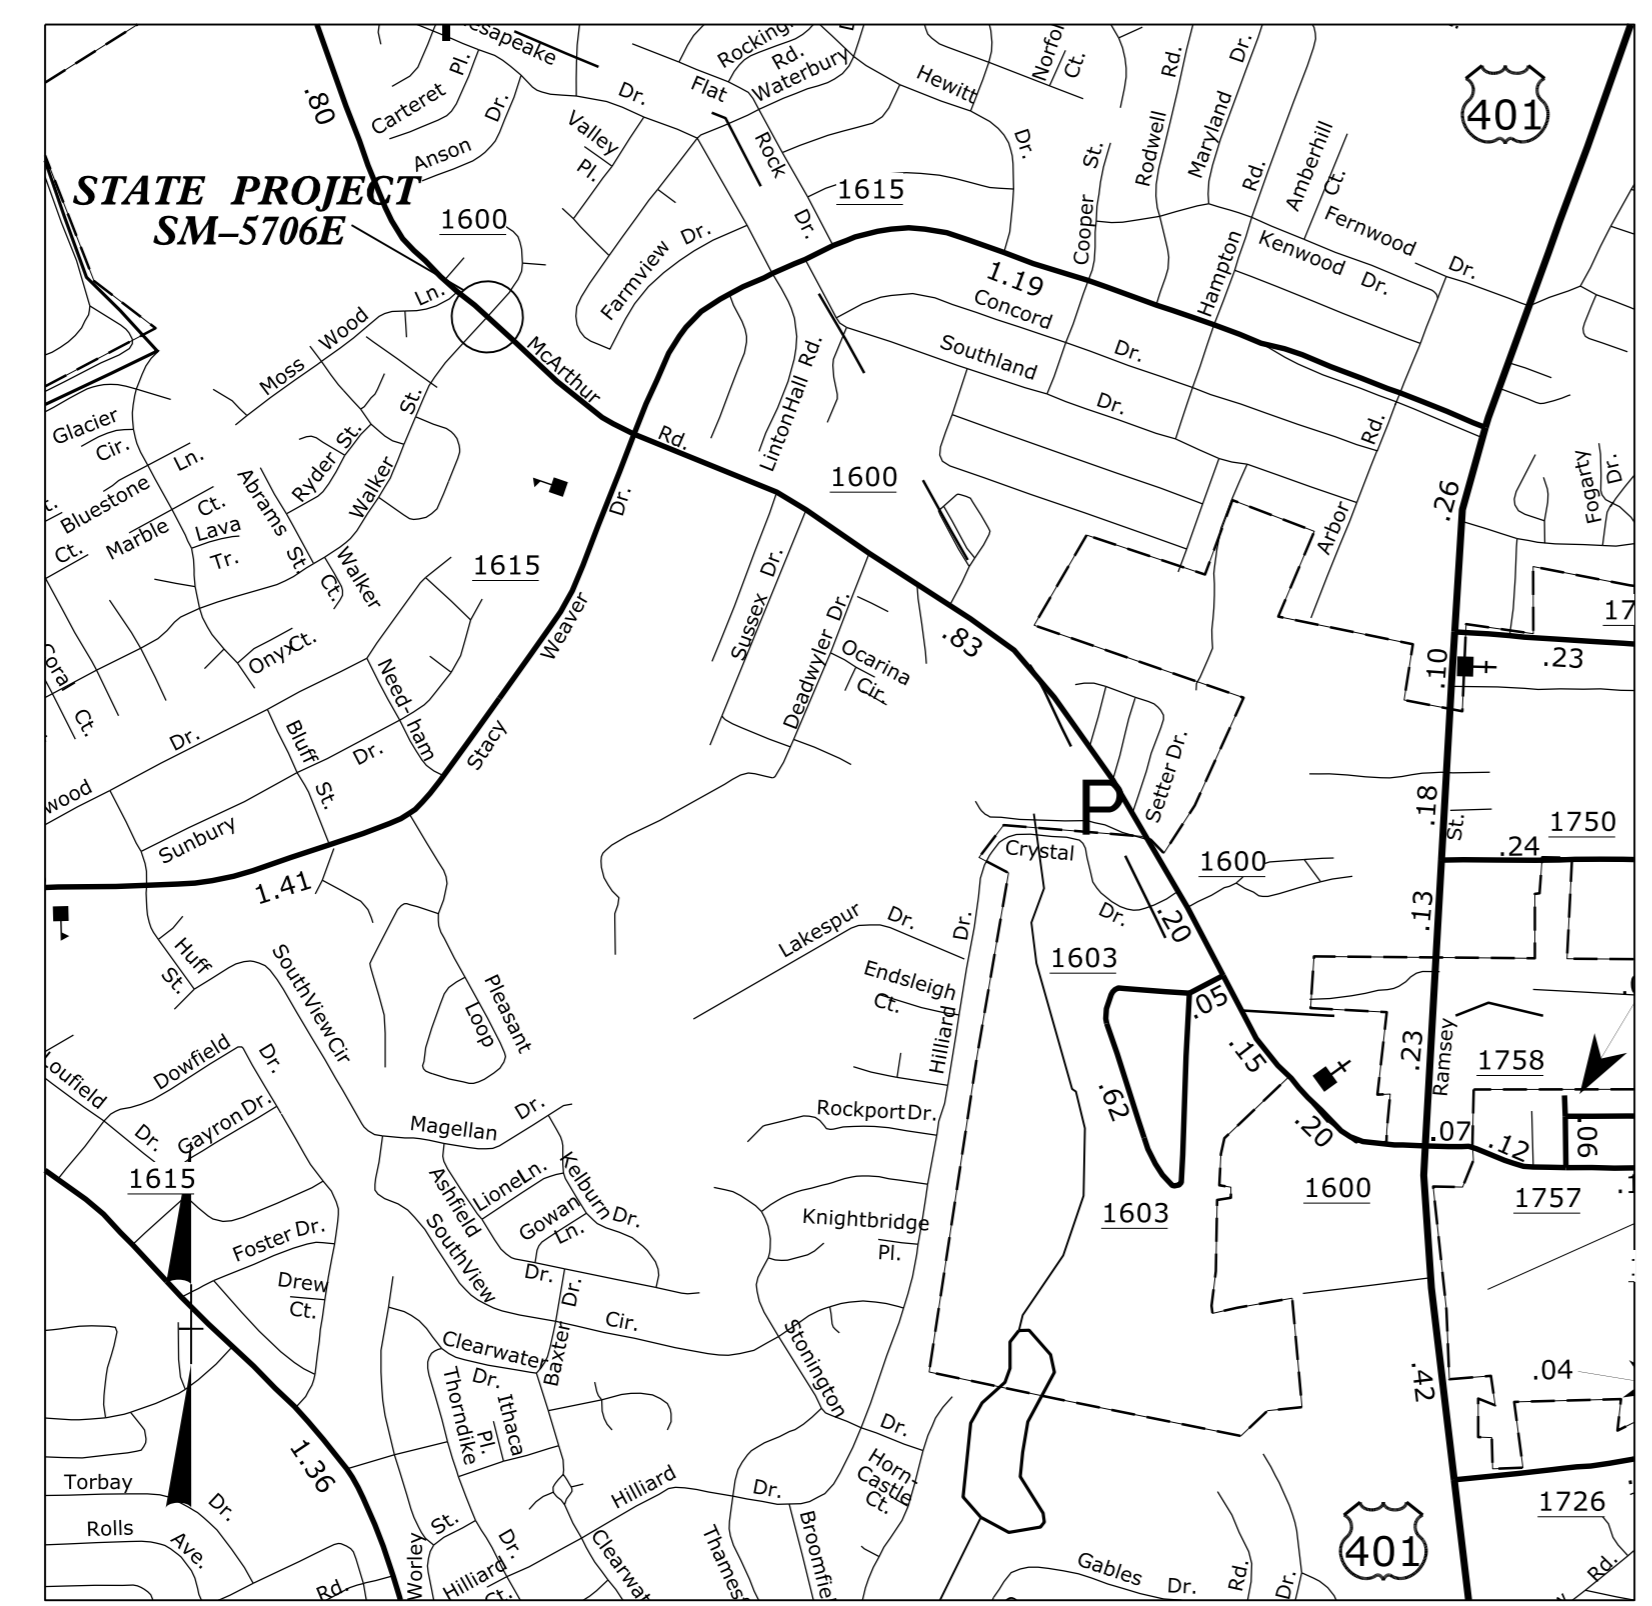 esapeake
Dr.
Rocking
Rd.
Waterbury
Flat
Rock
Dr.
Hewitt
Dr.
Norfol
Ct.
Rd.
Rodwell
Dr.
Maryland
401
.80
Carteret
Pl.
Anson
Dr.
Valley
Pl.
St.
Cooper
Rd.
Hampton
Amberhill
Ct.
Fernwood
Dr.
Kenwood
Dr.
STATE PROJECT
SM–5706E
1600
1615
Farmview
Dr.
1.19
Concord
Dr.
Southland
Dr.
Moss
Wood
Ln.
McArthur
Rd.
LintonHall Rd.
Glacier
Cir.
Bluestone
Ln.
Ct.
Marble
Ct.
Lava
Tr.
Abrams
St.
Ryder
St.
Walker
St.
Walker
Ct.
1600
Arbor
Rd.
.26
Fogarty
Dr.
1615
Weaver
Dr.
Stacy
Onyx
Ct.
Coral
Ct.
Sussex
Dr.
Deadwyler
Dr.
Ocarina
Cir.
.83
17
.23
.10
Need-
ham
Bluff
St.
Dr.
wood
Dr.
Sunbury
Setter Dr.
P
.18
St.
1750
.24
Crystal
Dr.
1600
.20
.13
1.41
Huff
St.
SouthViewCir
Pleasant
Loop
Lakespur
Dr.
Endsleigh
Ct.
Hilliard
Dr.
1603
.05
.15
.62
.23
Ramsey
1758
Loufield
Dr.
Dowfield
Dr.
Gayron Dr.
1615
Magellan
Dr.
Rockport Dr.
.20
.07
.12
.06
Ashfield
Dr.
Lionel
Ln.
Keburn
Dr.
Gowan
Ln.
SouthView
Cir.
Knightbridge
Pl.
1603
1600
1757
Foster Dr.
Drew
Ct.
Clearwater
Dr.
Baxter
Dr.
Stonington
Dr.
.42
.04
Thorndike
Pl.
Ithaca
1.36
Torbay
Dr.
Rolls
Ave.
Rd.
Worley
St.
Hilliard
Dr.
Hilliard
Ct.
Dr.
Clearwat
Thames
Broomfie
Horn-
Castle
Ct.
1726
401
Gables
Dr.
Rd.
Dr.
Rd.